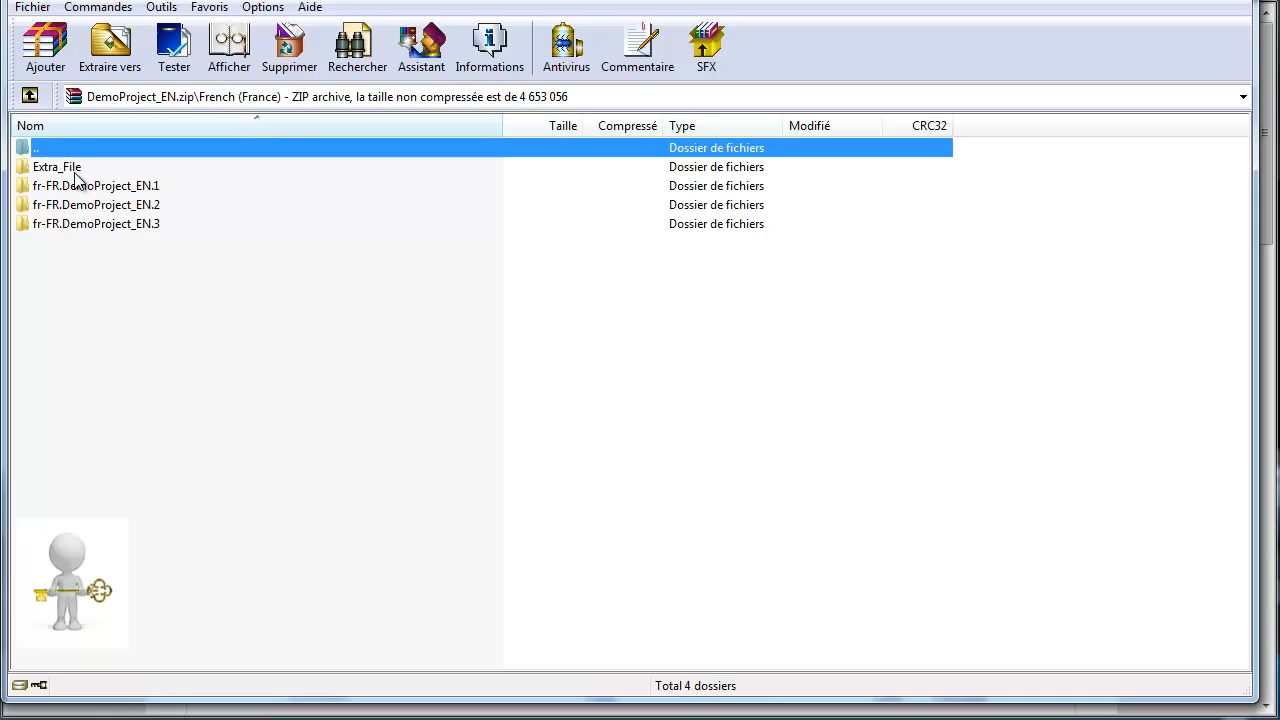 Fichier Commandes Outils Favoris Options Aide
Ajouter Extraire vers Tester Afficher Supprimer Rechercher Assistant Informations Antivirus Commentaire SFX
DemoProject_EN.zip\French (France) - ZIP archive, la taille non compressée est de 4 653 056
Nom Taille Compressé Type Modifié CRC32
.. Dossier de fichiers
Extra_File Dossier de fichiers
fr-FR.DemoProject_EN.1 Dossier de fichiers
fr-FR.DemoProject_EN.2 Dossier de fichiers
fr-FR.DemoProject_EN.3 Dossier de fichiers
Total 4 dossiers